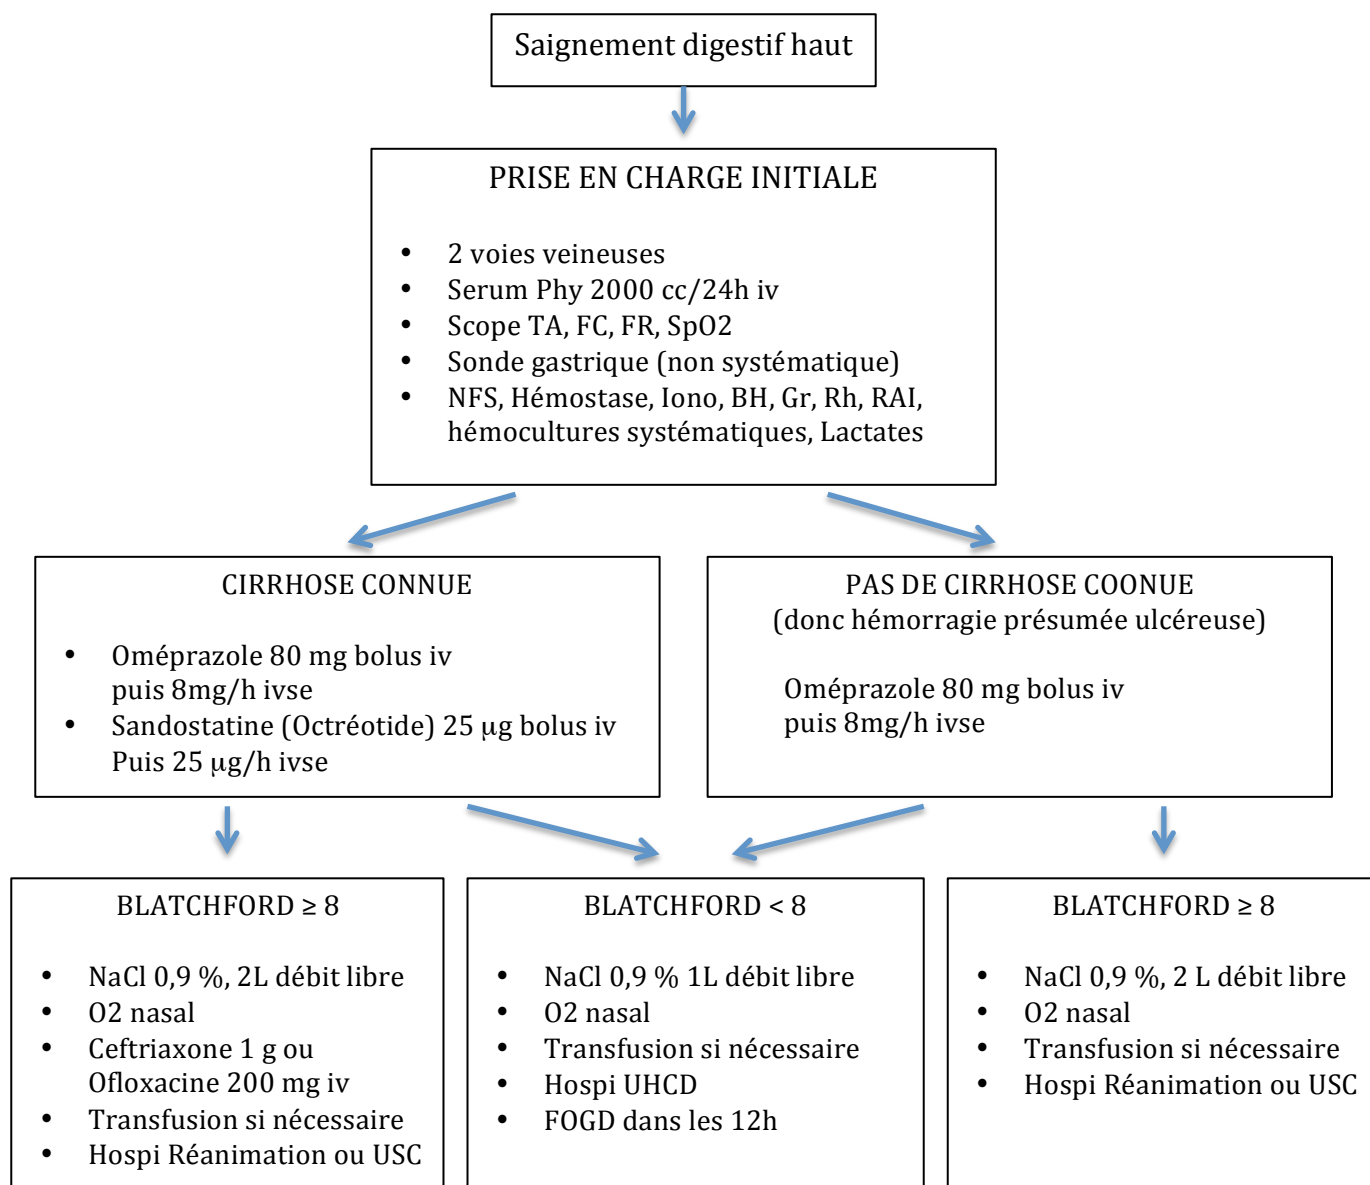 Saignement digestif haut
PRISE EN CHARGE INITIALE
• 2 voies veineuses
• Serum Phy 2000 cc/24h iv
• Scope TA, FC, FR, SpO2
• Sonde gastrique (non systématique)
• NFS, Hémostase, Iono, BH, Gr, Rh, RAI,
hémocultures systématiques, Lactates
CIRRHOSE CONNUE
• Oméprazole 80 mg bolus iv
puis 8mg/h ivse
• Sandostatine (Octréotide) 25 μg bolus iv
Puis 25 μg/h ivse
PAS DE CIRRHOSE COONUE
(donc hémorragie présumée ulcéreuse)
Oméprazole 80 mg bolus iv
puis 8mg/h ivse
BLATCHFORD ≥ 8
• NaCl 0,9 %, 2L débit libre
• O2 nasal
• Ceftriaxone 1 g ou
Ofloxacine 200 mg iv
• Transfusion si nécessaire
• Hospi Réanimation ou USC
BLATCHFORD < 8
• NaCl 0,9 % 1L débit libre
• O2 nasal
• Transfusion si nécessaire
• Hospi UHCD
• FOGD dans les 12h
BLATCHFORD ≥ 8
• NaCl 0,9 %, 2 L débit libre
• O2 nasal
• Transfusion si nécessaire
• Hospi Réanimation ou USC